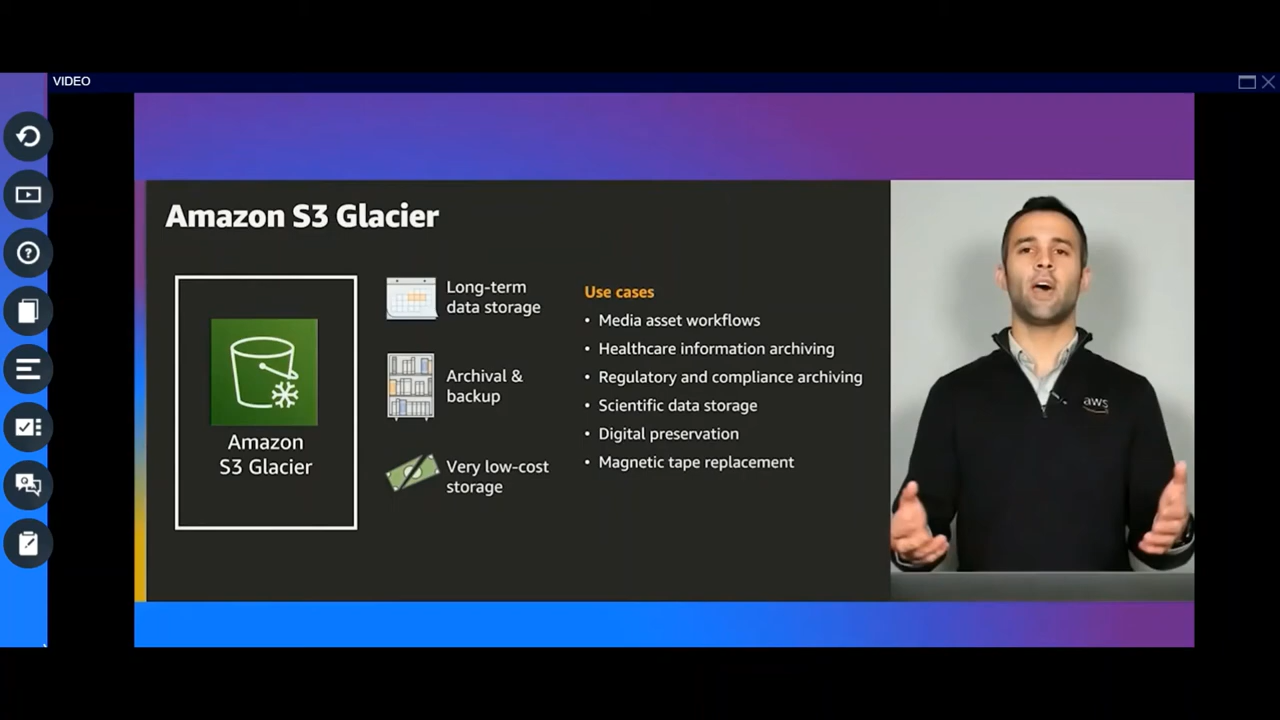 VIDEO
Amazon S3 Glacier
Amazon
S3 Glacier
Long-term
data storage
Archival &
backup
Very low-cost
storage
Use cases
• Media asset workflows
• Healthcare information archiving
• Regulatory and compliance archiving
• Scientific data storage
• Digital preservation
• Magnetic tape replacement
aws